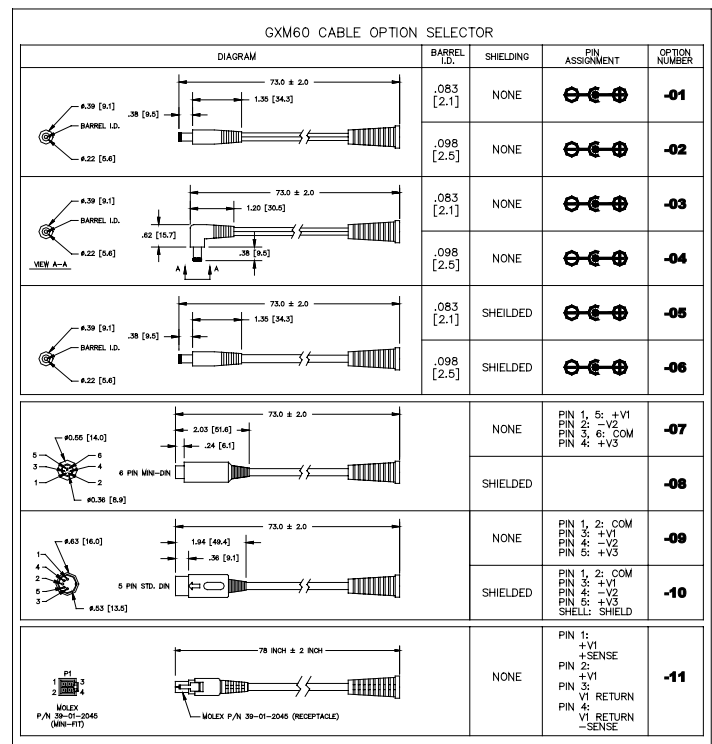 GXM60 CABLE OPTION SELECTOR
DIAGRAM
BARREL I.D.
SHIELDING
PIN ASSIGNMENT
OPTION NUMBER
73.0 ± 2.0
1.35 [34.3]
.38 [9.5]
ø.39 [9.1]
BARREL I.D.
ø.22 [5.6]
.083 [2.1]
NONE
-01
.098 [2.5]
NONE
-02
73.0 ± 2.0
1.20 [30.5]
ø.39 [9.1]
BARREL I.D.
.62 [15.7]
.38 [9.5]
ø.22 [5.6]
VIEW A-A
A
A
.083 [2.1]
NONE
-03
.098 [2.5]
NONE
-04
73.0 ± 2.0
1.35 [34.3]
ø.39 [9.1]
.38 [9.5]
BARREL I.D.
ø.22 [5.6]
.083 [2.1]
SHEILDED
-05
.098 [2.5]
SHIELDED
-06
73.0 ± 2.0
2.03 [51.6]
.24 [6.1]
ø0.55 [14.0]
5
6
3
4
1
2
6 PIN MINI-DIN
ø0.36 [8.9]
NONE
PIN 1, 5: +V1
PIN 2: -V2
PIN 3, 6: COM
PIN 4: +V3
-07
SHIELDED
-08
73.0 ± 2.0
1.94 [49.4]
.36 [9.1]
ø.63 [16.0]
1
4
2
5
3
5 PIN STD. DIN
ø.53 [13.5]
NONE
PIN 1, 2: COM
PIN 3: +V1
PIN 4: -V2
PIN 5: +V3
-09
SHIELDED
PIN 1, 2: COM
PIN 3: +V1
PIN 4: -V2
PIN 5: +V3
SHELL: SHIELD
-10
78 INCH ± 2 INCH
P1
1
3
2
4
MOLEX
P/N 39-01-2045
(MINI-FIT)
MOLEX P/N 39-01-2045 (RECEPTACLE)
NONE
PIN 1:
+V1
+SENSE
PIN 2:
+V1
PIN 3:
V1 RETURN
PIN 4:
V1 RETURN
-SENSE
-11